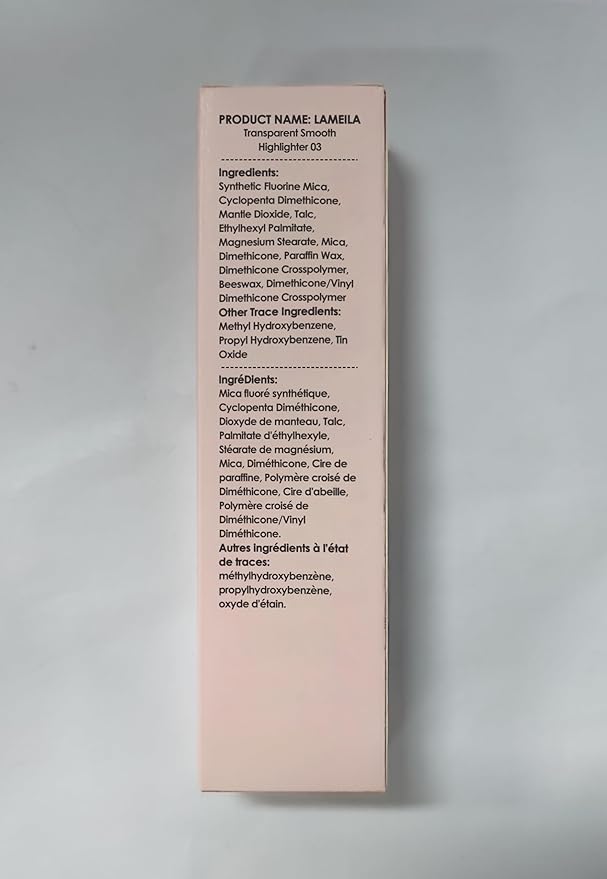 PRODUCT NAME: LAMEILA
Transparent Smooth
Highlighter 03
Ingredients:
Synthetic Fluorine Mica,
Cyclopenta Dimethicone,
Mantle Dioxide, Talc,
Ethylhexyl Palmitate,
Magnesium Stearate, Mica,
Dimethicone, Paraffin Wax,
Dimethicone Crosspolymer,
Beeswax, Dimethicone/Vinyl
Dimethicone Crosspolymer
Other Trace Ingredients:
Methyl Hydroxybenzene,
Propyl Hydroxybenzene, Tin
Oxide
IngréDients:
Mica fluoré synthétique,
Cyclopenta Diméthicone,
Dioxyde de manteau, Talc,
Palmitate d'éthylhexyle,
Stéarate de magnésium,
Mica, Diméthicone, Cire de
paraffine, Polymère croisé de
Diméthicone, Cire d'abeille,
Polymère croisé de
Diméthicone/Vinyl
Diméthicone.
Autres ingrédients à l'état
de traces:
méthylhydroxybenzène,
propylhydroxybenzène,
oxyde d'étain.